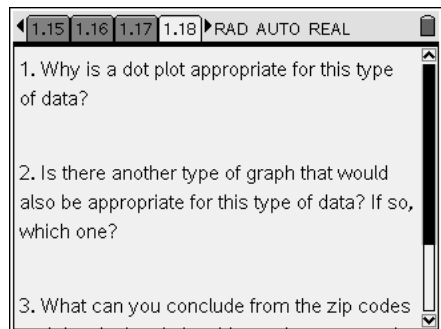 1.15 1.16 1.17 1.18 RAD AUTO REAL
1. Why is a dot plot appropriate for this type
of data?
2. Is there another type of graph that would
also be appropriate for this type of data? If so,
which one?
3. What can you conclude from the zip codes